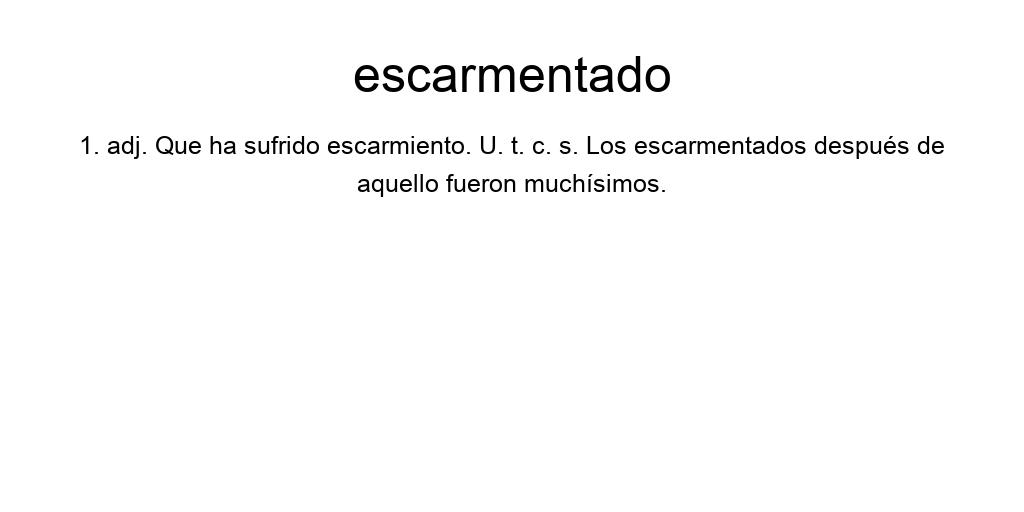 escarmentado
1. adj. Que ha sufrido escarmiento. U. t. c. s. Los escarmentados después de
aquello fueron muchísimos.